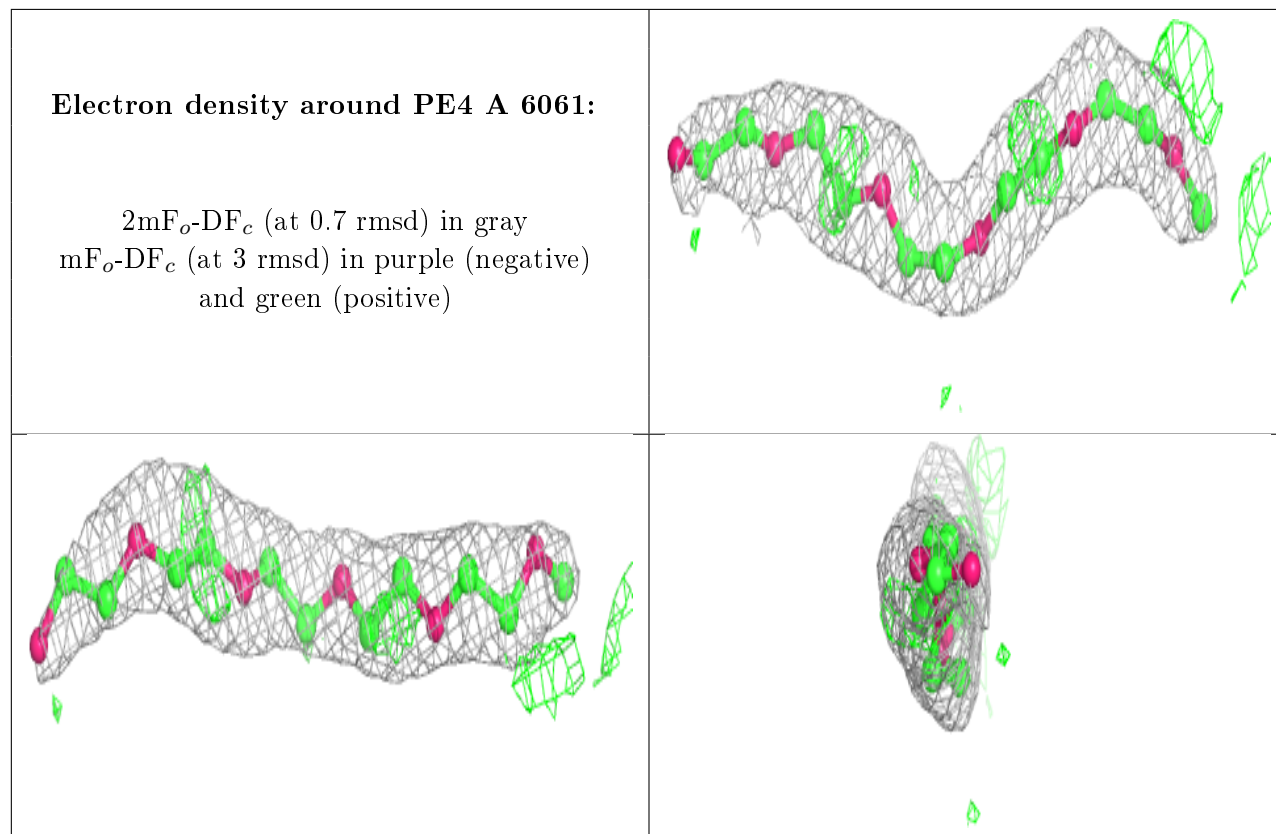 Electron density around PE4 A 6061:
2mFₒ-DF𝒸 (at 0.7 rmsd) in gray
mFₒ-DF𝒸 (at 3 rmsd) in purple (negative)
and green (positive)